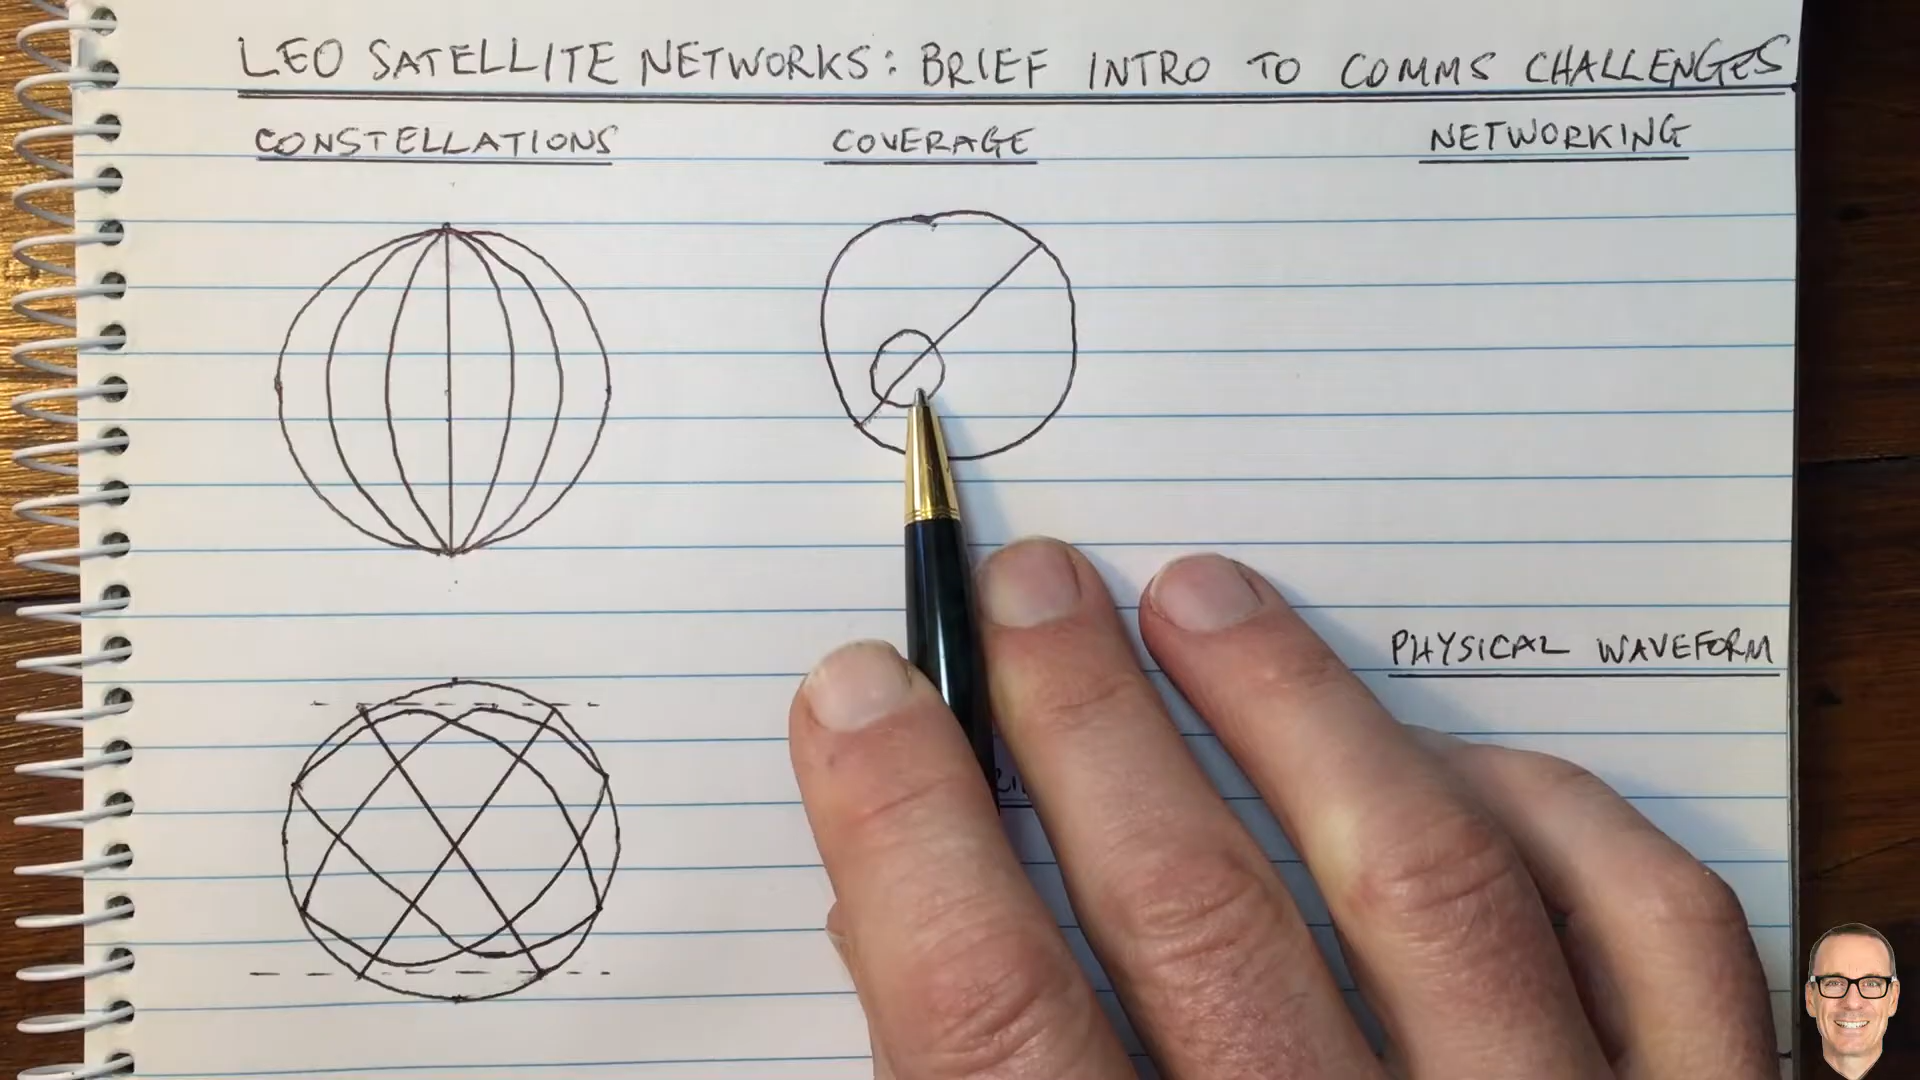 LEO SATELLITE NETWORKS: BRIEF INTRO TO COMMS CHALLENGES
CONSTELLATIONS
COVERAGE
NETWORKING
PHYSICAL WAVEFORM